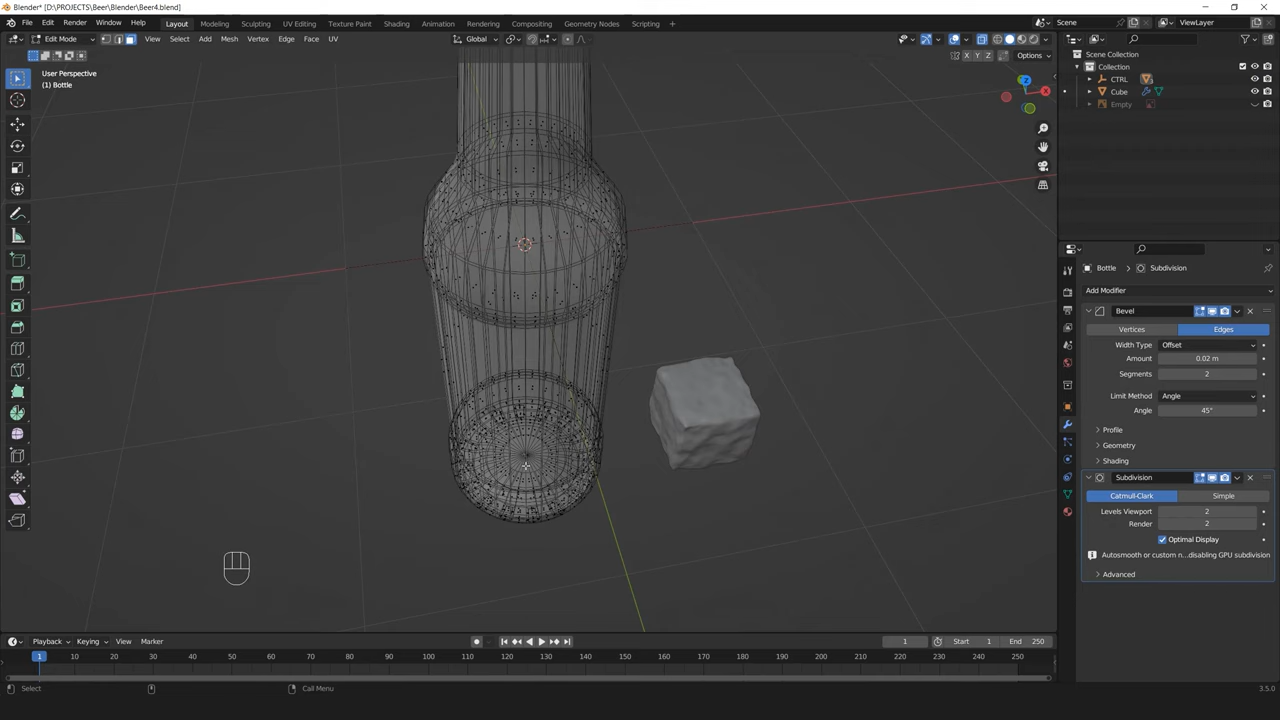 Blender* [D:\PROJECTS\Beer\Blender\Beer4.blend]
File Edit Render Window Help Layout Modeling Sculpting UV Editing Texture Paint Shading Animation Rendering Compositing Geometry Nodes Scripting Scene ViewLayer
Edit Mode View Select Add Mesh Vertex Edge Face UV Global
X Y Z Options
User Perspective
(1) Bottle
Z
X
Scene Collection
Collection
CTRL
Cube
Empty
Bottle Subdivision
Add Modifier
Bevel
Vertices Edges
Width Type Offset
Amount 0.02 m
Segments 2
Limit Method Angle
Angle 45°
Profile
Geometry
Shading
Subdivision
Catmull-Clark Simple
Levels Viewport 2
Render 2
Optimal Display
Autosmooth or custom n...disabling GPU subdivision
Advanced
Playback Keying View Marker 1 Start 1 End 250
1 10 20 30 40 50 60 70 80 90 100 110 120 130 140 150 160 170 180 190 200 210 220 230 240 250
Select Call Menu 3.5.0